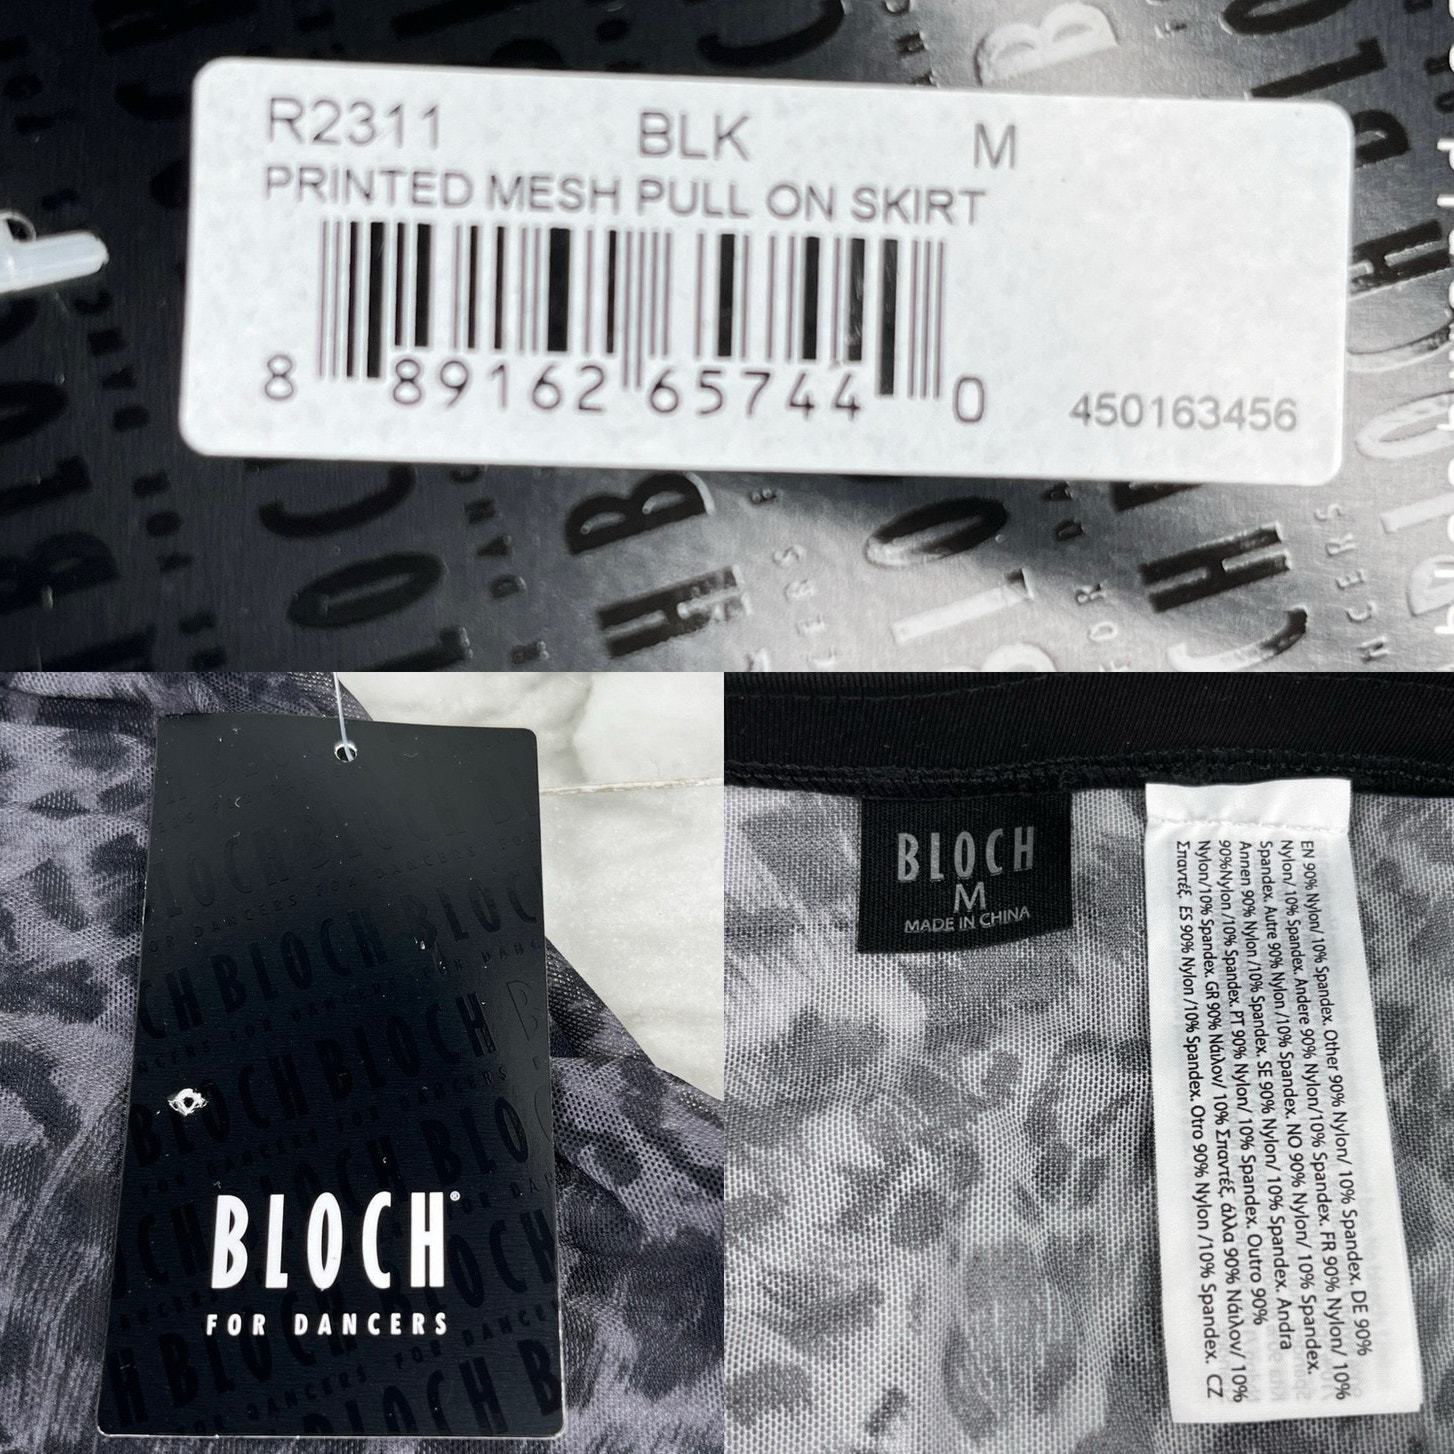 R2311 BLK M
PRINTED MESH PULL ON SKIRT
8 89162 65744 0
450163456
BLOCH®
FOR DANCERS
BLOCH
M
MADE IN CHINA
EN 90% Nylon/ 10% Spandex. Other 90% Nylon/ 10% Spandex. DE 90%
Nylon/ 10% Spandex. Andere 90% Nylon/10% Spandex. FR 90% Nylon/ 10%
Spandex. Autre 90% Nylon /10% Spandex. NO 90% Nylon/ 10% Spandex.
Annen 90% Nylon /10% Spandex. SE 90% Nylon/ 10% Spandex. Andra
90%Nylon /10% Spandex. PT 90% Nylon/ 10% Spandex. Outro 90%
Nylon/10% Spandex. GR 90% Νάιλον/ 10% Σπαντέξ, άλλα 90% Νάιλον/ 10%
Σπαντέξ. ES 90% Nylon /10% Spandex. Otro 90% Nylon /10% Spandex. CZ